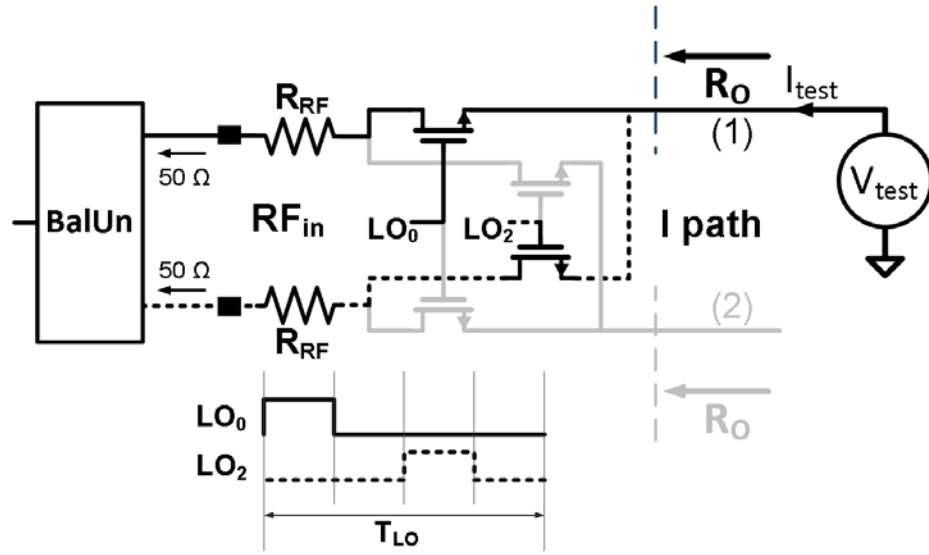 R_RF
R_O
I_test
(1)
50 Ω
BalUn
RF_in
LO_0
LO_2
I path
V_test
50 Ω
R_RF
(2)
R_O
LO_0
LO_2
T_LO